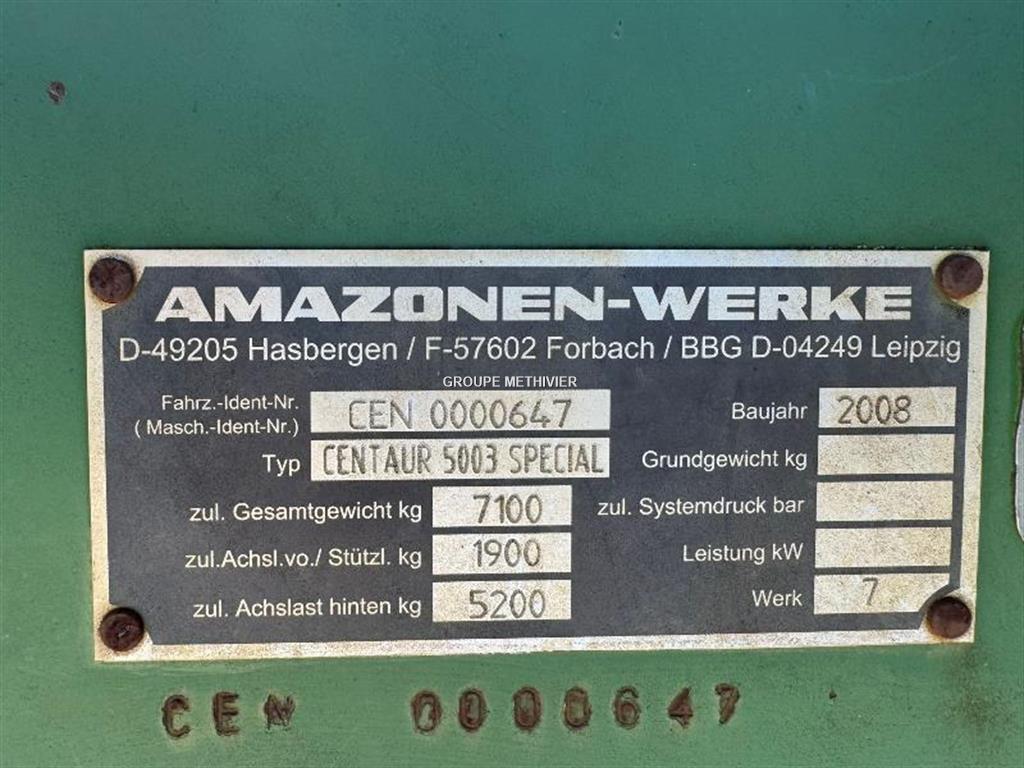 AMAZONEN-WERKE
D-49205 Hasbergen / F-57602 Forbach / BBG D-04249 Leipzig
GROUPE METHIVIER
Fahrz.-Ident-Nr. CEN 0000647 Baujahr 2008
( Masch.-Ident-Nr.)
Typ CENTAUR 5003 SPECIAL Grundgewicht kg
zul. Gesamtgewicht kg 7100 zul. Systemdruck bar
zul.Achsl.vo./ Stützl. kg 1900 Leistung kW
zul. Achslast hinten kg 5200 Werk 7
CEN 0000647